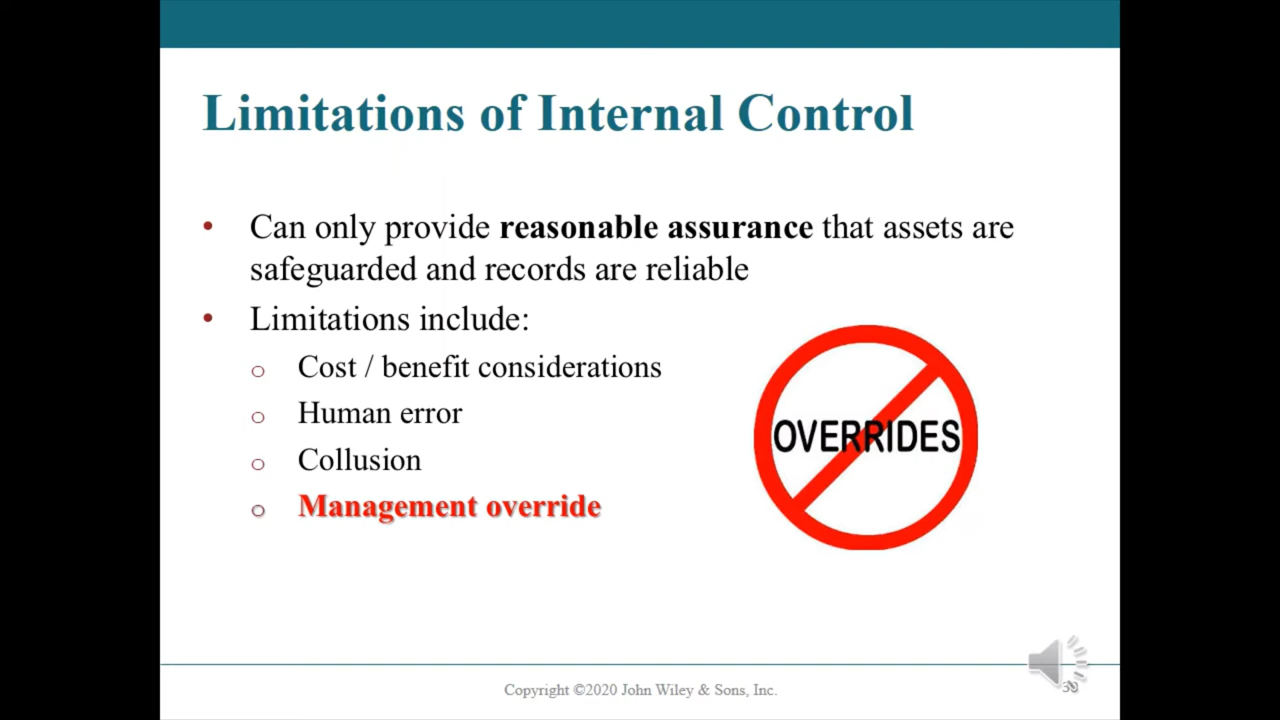 Limitations of Internal Control
• Can only provide reasonable assurance that assets are
safeguarded and records are reliable
• Limitations include:
o Cost / benefit considerations
o Human error
o Collusion
o Management override
OVERRIDES
Copyright ©2020 John Wiley & Sons, Inc.